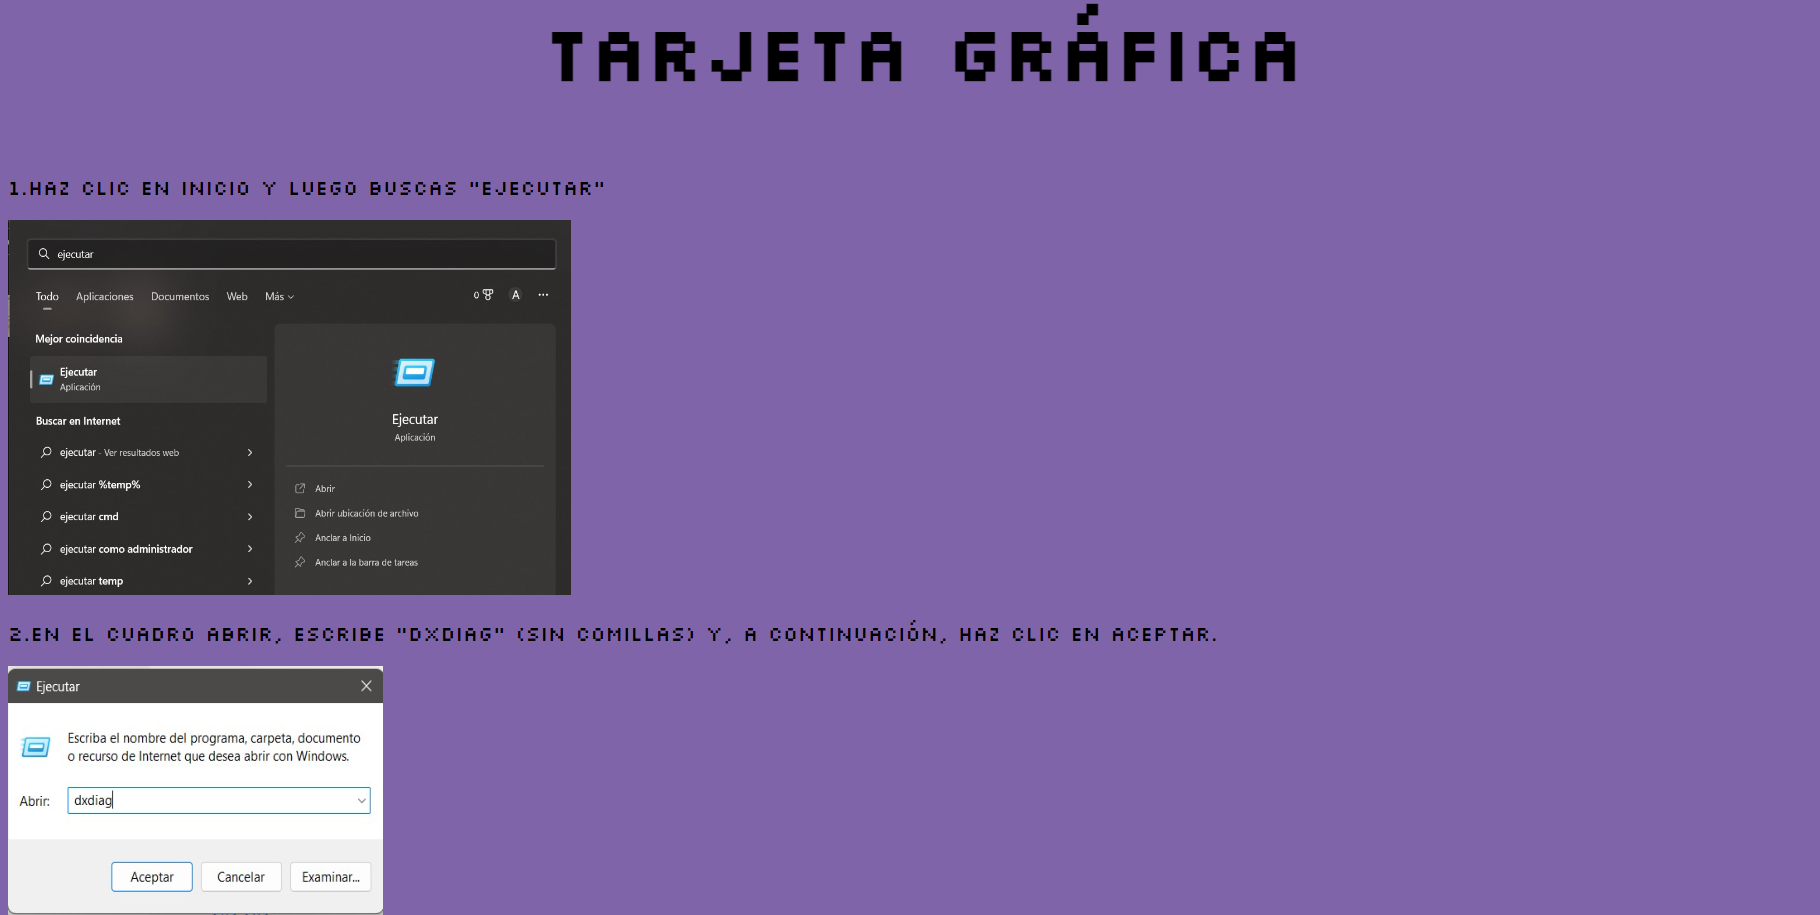 TARJETA GRÁFICA
1.HAZ CLIC EN INICIO Y LUEGO BUSCAS "EJECUTAR"
ejecutar
Todo Aplicaciones Documentos Web Más 0 A ...
Mejor coincidencia
Ejecutar
Aplicación
Buscar en Internet
ejecutar - Ver resultados web
ejecutar %temp%
ejecutar cmd
ejecutar como administrador
ejecutar temp
Ejecutar
Aplicación
Abrir
Abrir ubicación de archivo
Anclar a Inicio
Anclar a la barra de tareas
2.EN EL CUADRO ABRIR, ESCRIBE "DXDIAG" (SIN COMILLAS) Y, A CONTINUACIÓN, HAZ CLIC EN ACEPTAR.
Ejecutar
Escriba el nombre del programa, carpeta, documento
o recurso de Internet que desea abrir con Windows.
Abrir: dxdiag
Aceptar Cancelar Examinar...